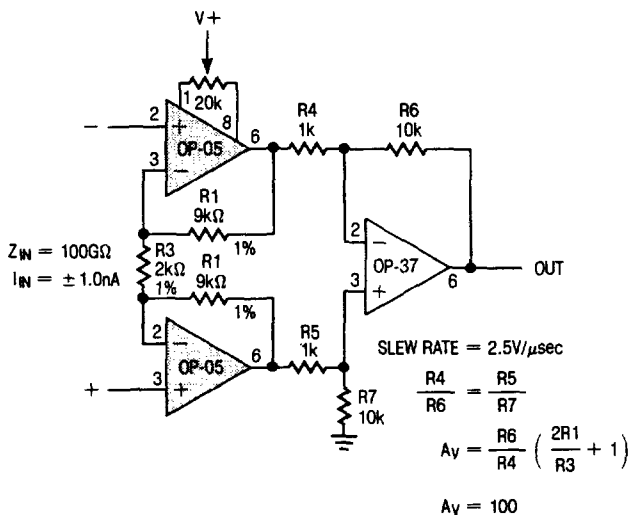 V+
20k
1
8
2
+
OP-05
6
3
−
−
R4
1k
R6
10k
R1
9kΩ
1%
R3
2kΩ
1%
R1
9kΩ
1%
ZIN = 100GΩ
IIN = ± 1.0nA
2
−
OP-37
3
+
6
OUT
2
−
OP-05
6
3
+
+
R5
1k
R7
10k
SLEW RATE = 2.5V/μsec
R4/R6 = R5/R7
AV = R6/R4 ( 2R1/R3 + 1 )
AV = 100